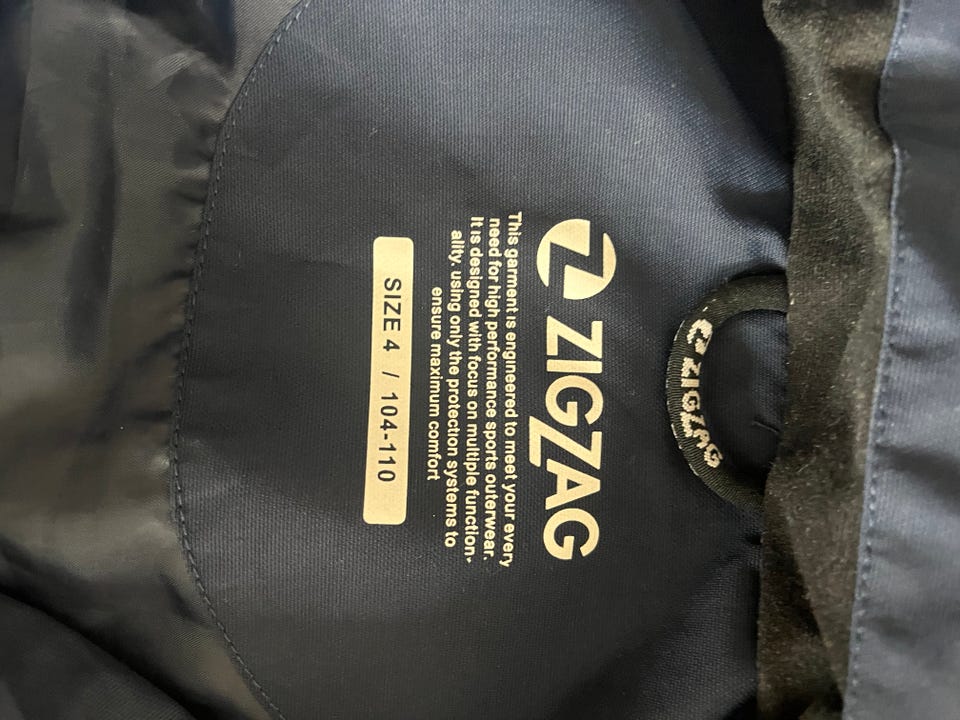 ZIGZAG
ZIGZAG
This garment is engineered to meet your every
need for high performance sports outerwear.
It is designed with focus on multiple function-
ality, using only the protection systems to
ensure maximum comfort
SIZE 4 / 104-110